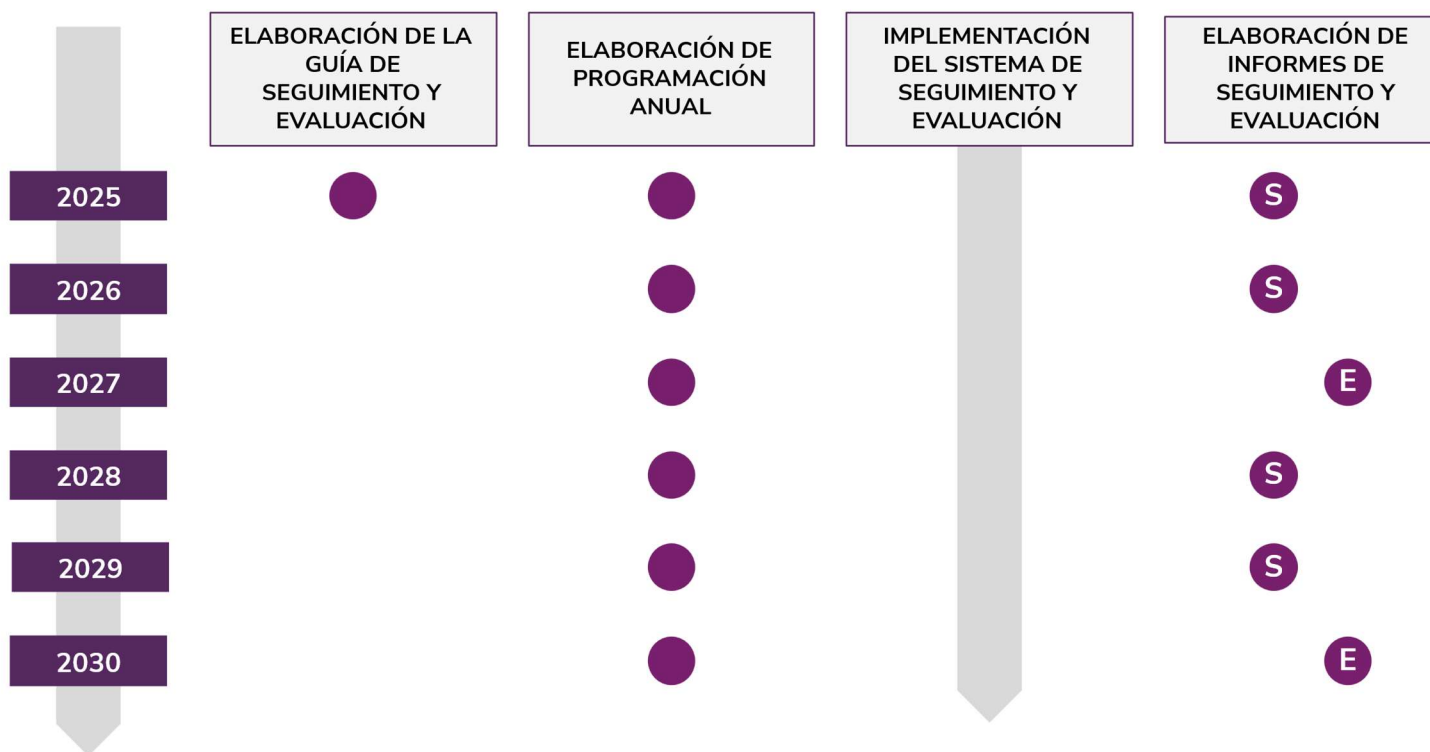 ELABORACIÓN DE LA
GUÍA DE
SEGUIMIENTO Y
EVALUACIÓN
ELABORACIÓN DE
PROGRAMACIÓN
ANUAL
IMPLEMENTACIÓN
DEL SISTEMA DE
SEGUIMIENTO Y
EVALUACIÓN
ELABORACIÓN DE
INFORMES DE
SEGUIMIENTO Y
EVALUACIÓN
2025
S
2026
S
2027
E
2028
S
2029
S
2030
E